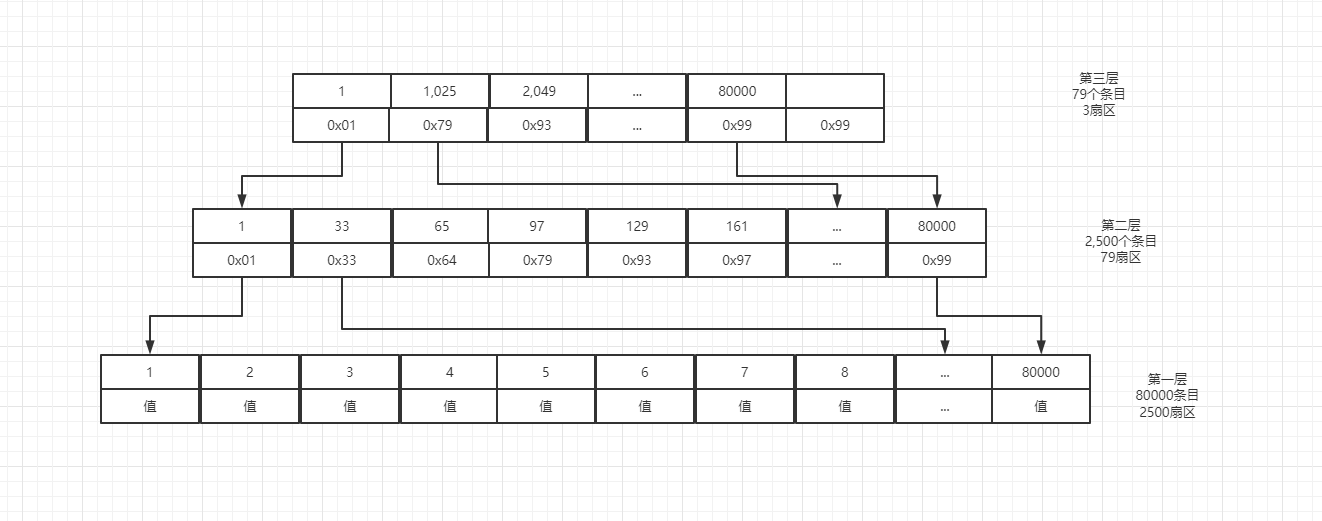 1 1,025 2,049 ... 80000
0x01 0x79 0x93 ... 0x99 0x99
第三层
79个条目
3扇区
1 33 65 97 129 161 ... 80000
0x01 0x33 0x64 0x79 0x93 0x97 ... 0x99
第二层
2,500个条目
79扇区
1 2 3 4 5 6 7 8 ... 80000
值 值 值 值 值 值 值 值 ... 值
第一层
80000条目
2500扇区